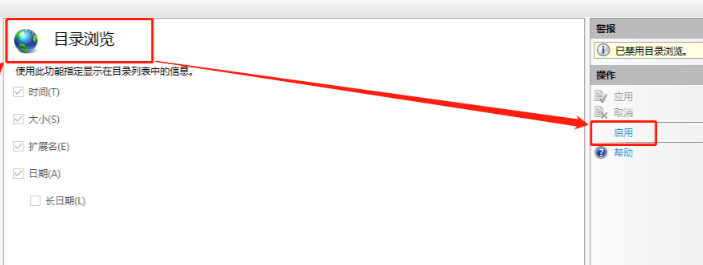 目录浏览
使用此功能指定显示在目录列表中的信息。
时间(T)
大小(S)
扩展名(E)
日期(A)
长日期(L)
警报
已禁用目录浏览。
操作
应用
取消
启用
帮助